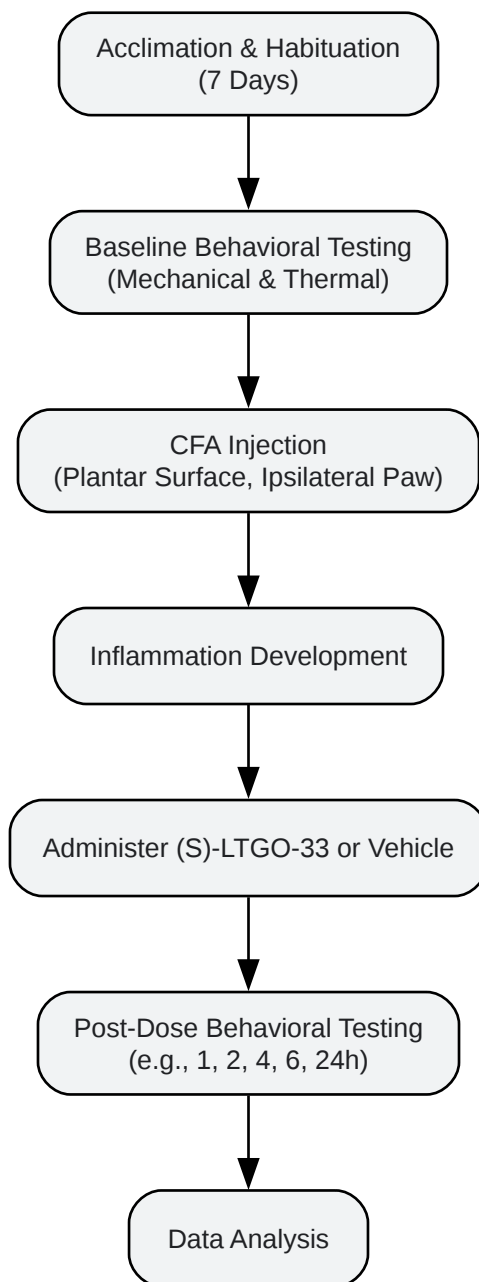 Acclimation & Habituation
(7 Days)
Baseline Behavioral Testing
(Mechanical & Thermal)
CFA Injection
(Plantar Surface, Ipsilateral Paw)
Inflammation Development
Administer (S)-LTGO-33 or Vehicle
Post-Dose Behavioral Testing
(e.g., 1, 2, 4, 6, 24h)
Data Analysis